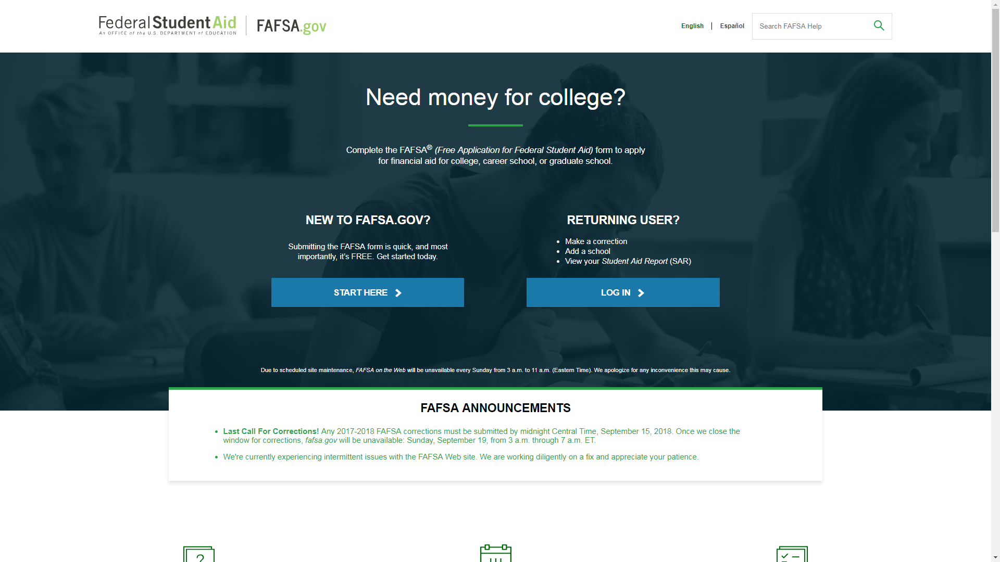 Federal Student Aid
An OFFICE of the U.S. DEPARTMENT of EDUCATION
FAFSA.gov
English
Español
Search FAFSA Help
Need money for college?
Complete the FAFSA® (Free Application for Federal Student Aid) form to apply
for financial aid for college, career school, or graduate school.
NEW TO FAFSA.GOV?
Submitting the FAFSA form is quick, and most
importantly, it's FREE. Get started today.
START HERE
RETURNING USER?
• Make a correction
• Add a school
• View your Student Aid Report (SAR)
LOG IN
Due to scheduled site maintenance, FAFSA on the Web will be unavailable every Sunday from 3 a.m. to 11 a.m. (Eastern Time). We apologize for any inconvenience this may cause.
FAFSA ANNOUNCEMENTS
• Last Call For Corrections! Any 2017-2018 FAFSA corrections must be submitted by midnight Central Time, September 15, 2018. Once we close the
window for corrections, fafsa.gov will be unavailable: Sunday, September 19, from 3 a.m. through 7 a.m. ET.
• We're currently experiencing intermittent issues with the FAFSA Web site. We are working diligently on a fix and appreciate your patience.
?